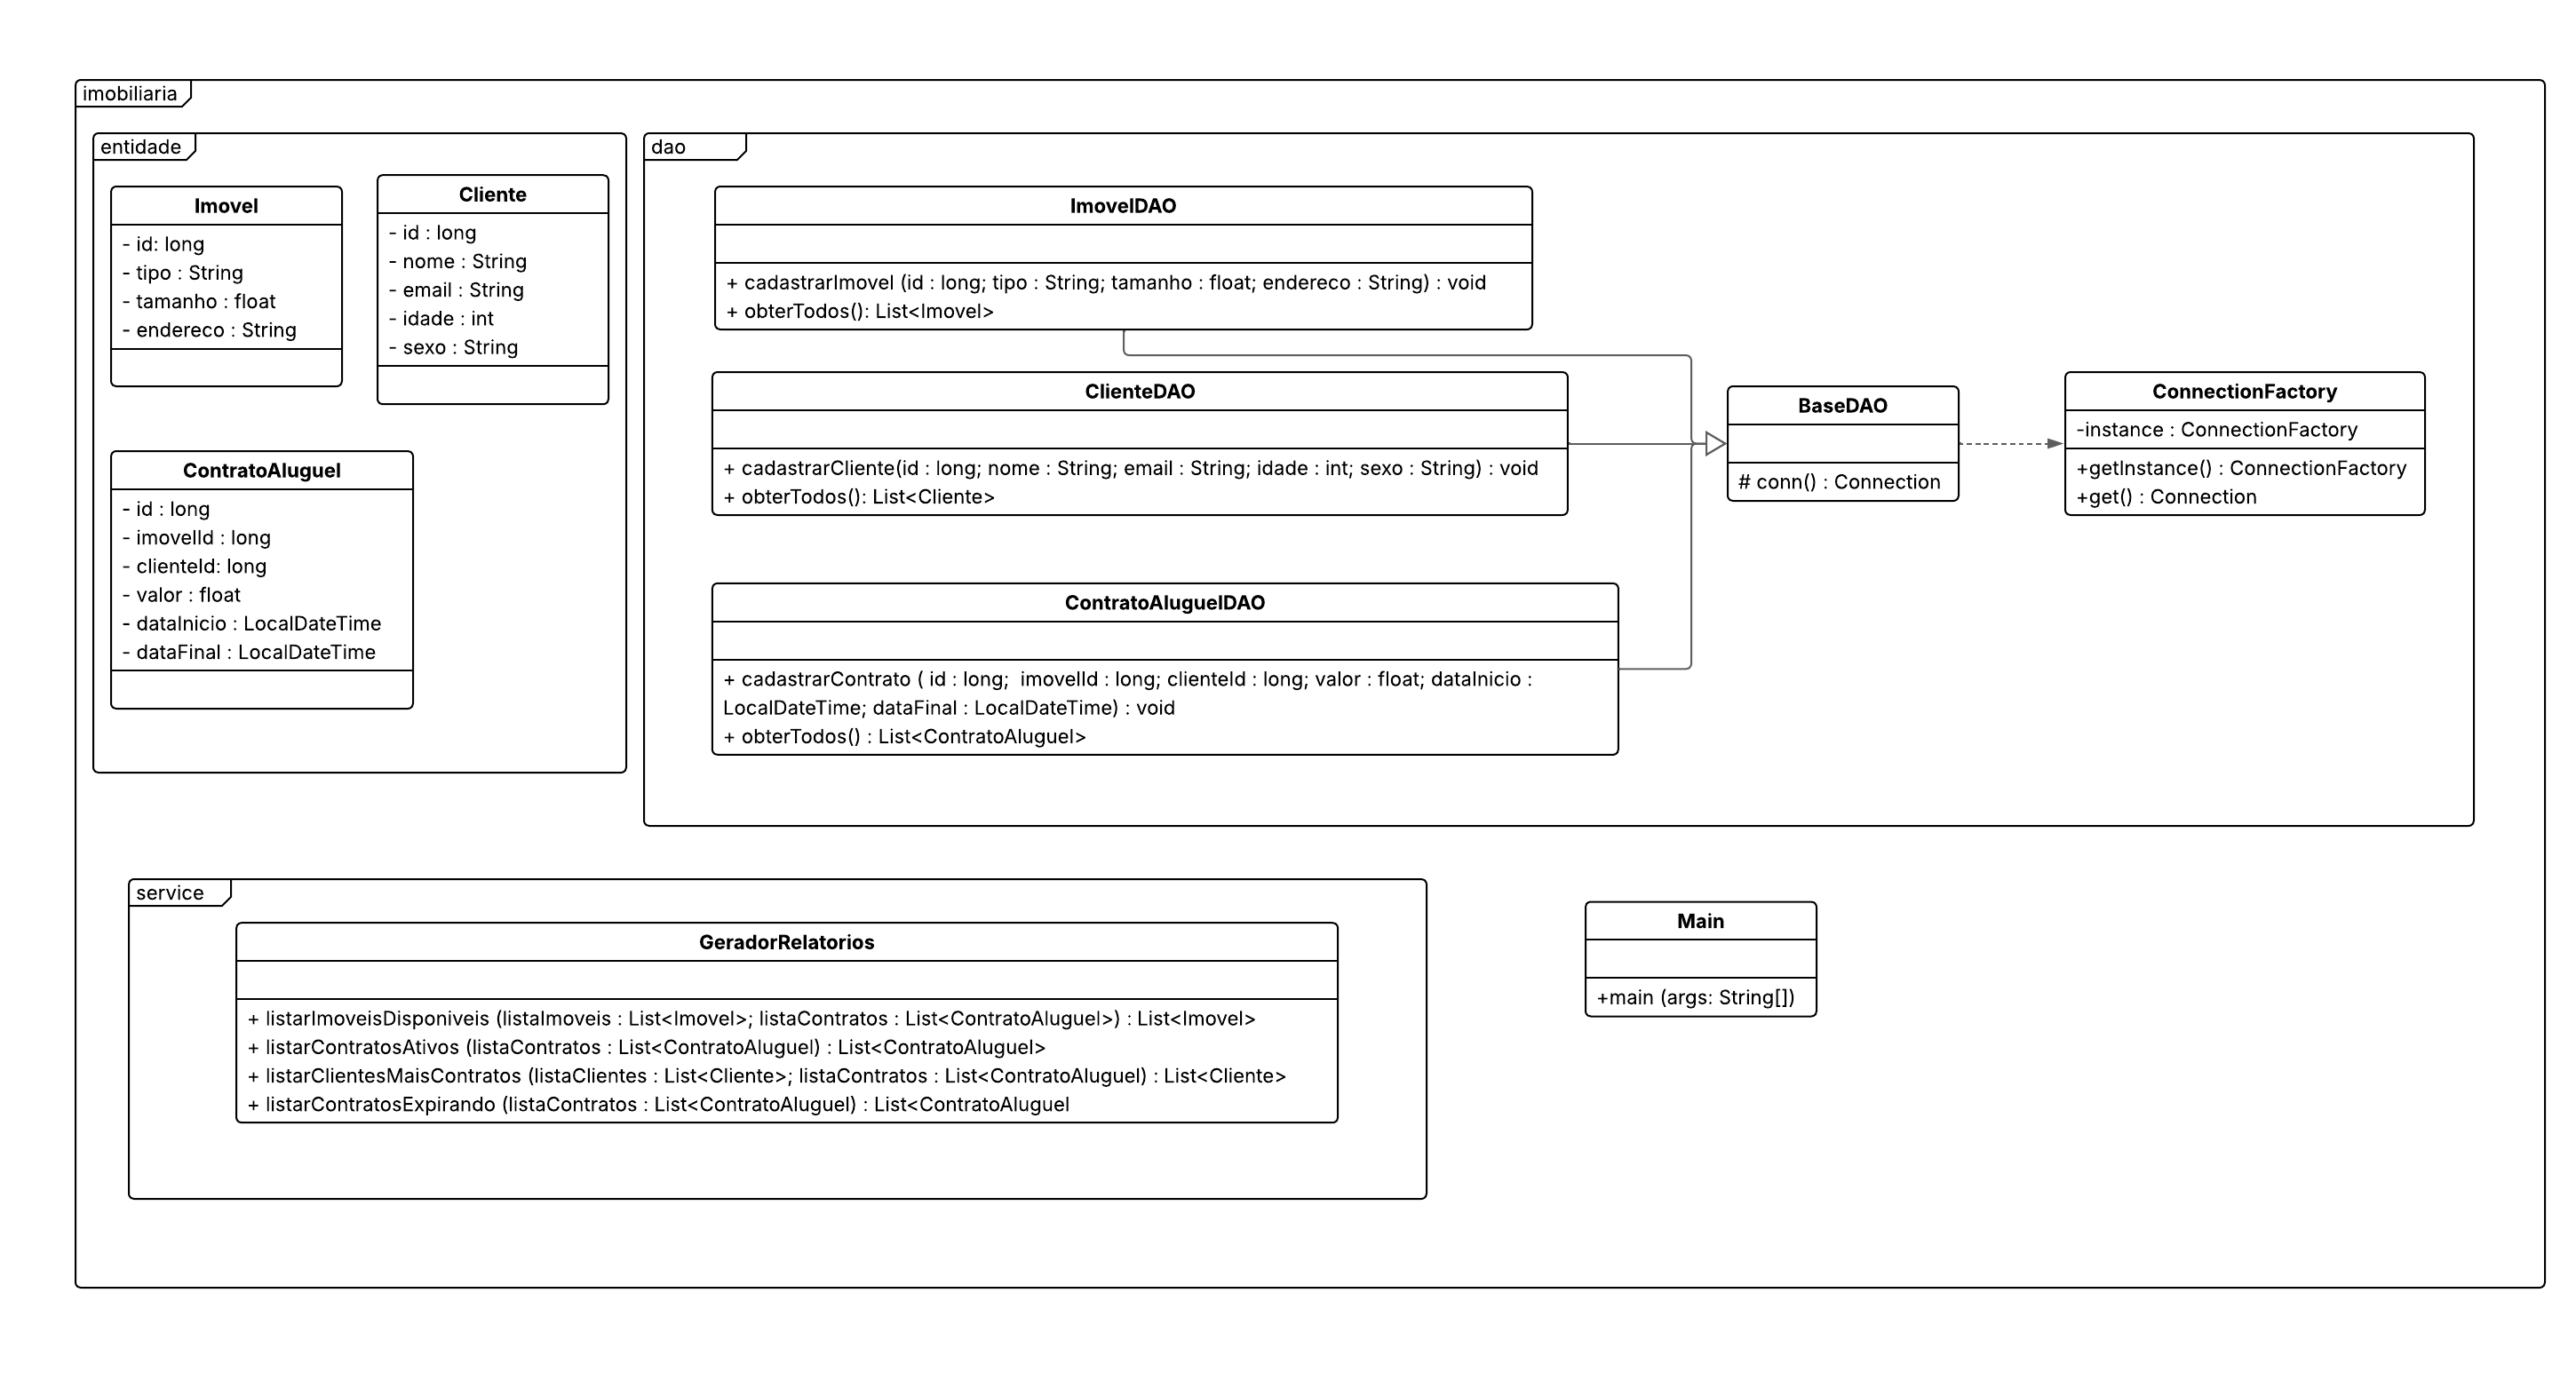 imobiliaria
entidade
Imovel
- id: long
- tipo : String
- tamanho : float
- endereco : String
Cliente
- id : long
- nome : String
- email : String
- idade : int
- sexo : String
ContratoAluguel
- id : long
- imovelId : long
- clienteId: long
- valor : float
- dataInicio : LocalDateTime
- dataFinal : LocalDateTime
dao
ImovelDAO
+ cadastrarImovel (id : long; tipo : String; tamanho : float; endereco : String) : void
+ obterTodos(): List<Imovel>
ClienteDAO
+ cadastrarCliente(id : long; nome : String; email : String; idade : int; sexo : String) : void
+ obterTodos(): List<Cliente>
ContratoAluguelDAO
+ cadastrarContrato ( id : long;  imovelId : long; clienteId : long; valor : float; dataInicio :
LocalDateTime; dataFinal : LocalDateTime) : void
+ obterTodos() : List<ContratoAluguel>
BaseDAO
# conn() : Connection
ConnectionFactory
-instance : ConnectionFactory
+getInstance() : ConnectionFactory
+get() : Connection
service
GeradorRelatorios
+ listarImoveisDisponiveis (listaImoveis : List<Imovel>; listaContratos : List<ContratoAluguel>) : List<Imovel>
+ listarContratosAtivos (listaContratos : List<ContratoAluguel) : List<ContratoAluguel>
+ listarClientesMaisContratos (listaClientes : List<Cliente>; listaContratos : List<ContratoAluguel) : List<Cliente>
+ listarContratosExpirando (listaContratos : List<ContratoAluguel) : List<ContratoAluguel
Main
+main (args: String[])